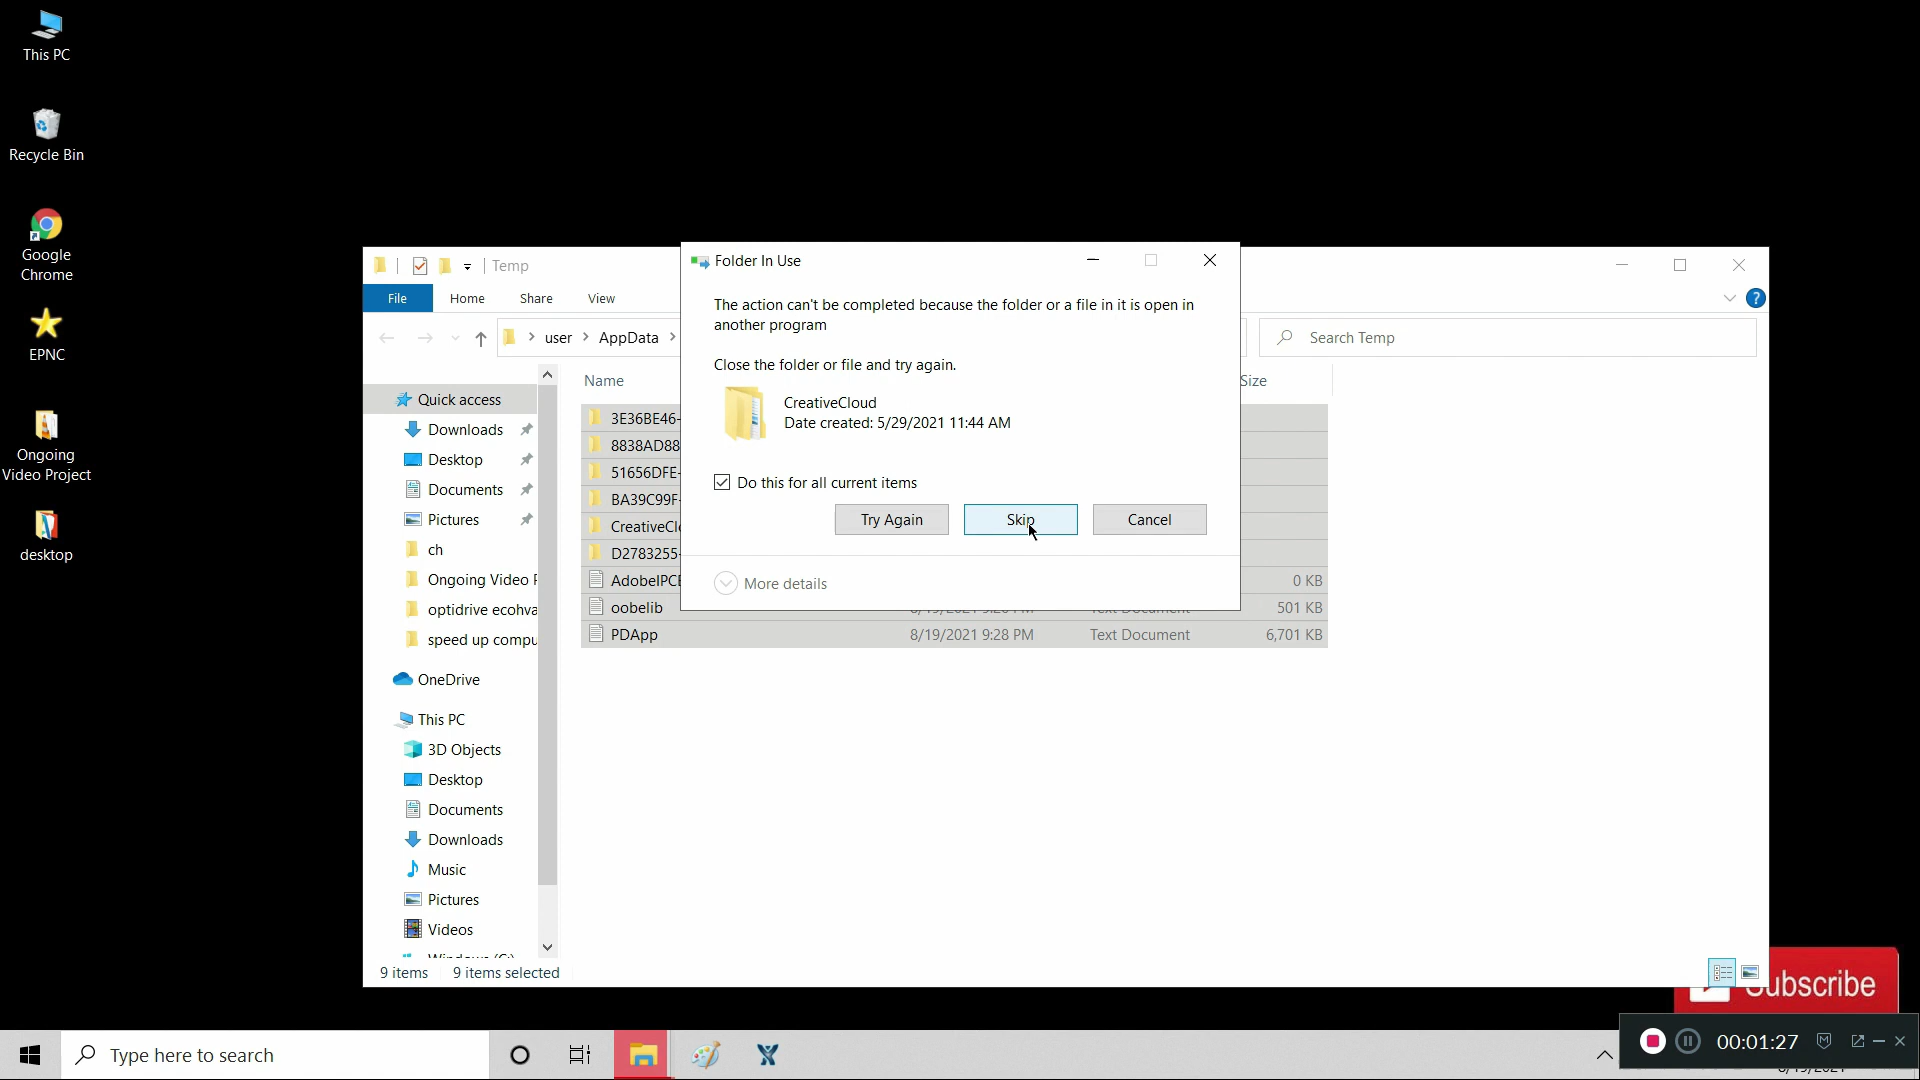 This PC
Recycle Bin
Google
Chrome
EPNC
Ongoing
Video Project
desktop
Temp
File Home Share View
user AppData
Search Temp
Name Size
Quick access
Downloads
Desktop
Documents
Pictures
ch
Ongoing Video
optidrive ecohva
speed up compu
OneDrive
This PC
3D Objects
Desktop
Documents
Downloads
Music
Pictures
Videos
3E36BE46-
8838AD88
51656DFE-
BA39C99F-
CreativeCl
D2783255-
AdobeIPC 0 KB
oobelib Text Document 501 KB
PDApp 8/19/2021 9:28 PM Text Document 6,701 KB
9 items 9 items selected
Folder In Use
The action can't be completed because the folder or a file in it is open in
another program
Close the folder or file and try again.
CreativeCloud
Date created: 5/29/2021 11:44 AM
Do this for all current items
Try Again Skip Cancel
More details
ubscribe
Type here to search
00:01:27